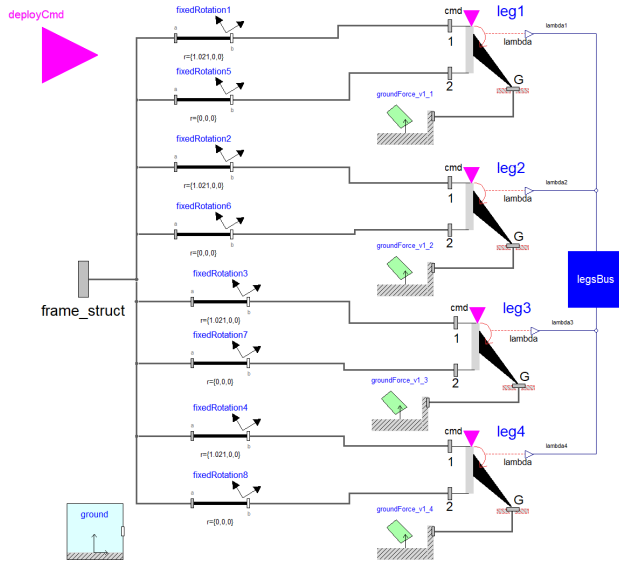 deployCmd
fixedRotation1
a
b
r={1.021,0,0}
cmd
leg1
1
lambda
lambda1
fixedRotation5
a
b
r={0,0,0}
2
G
groundForce_v1_1
fixedRotation2
a
b
r={1.021,0,0}
cmd
leg2
1
lambda
lambda2
fixedRotation6
a
b
r={0,0,0}
2
G
groundForce_v1_2
frame_struct
legsBus
fixedRotation3
a
b
r={1.021,0,0}
cmd
leg3
1
lambda
lambda3
fixedRotation7
a
b
r={0,0,0}
2
G
groundForce_v1_3
fixedRotation4
a
b
r={1.021,0,0}
cmd
leg4
1
lambda
lambda4
fixedRotation8
a
b
r={0,0,0}
2
G
groundForce_v1_4
ground